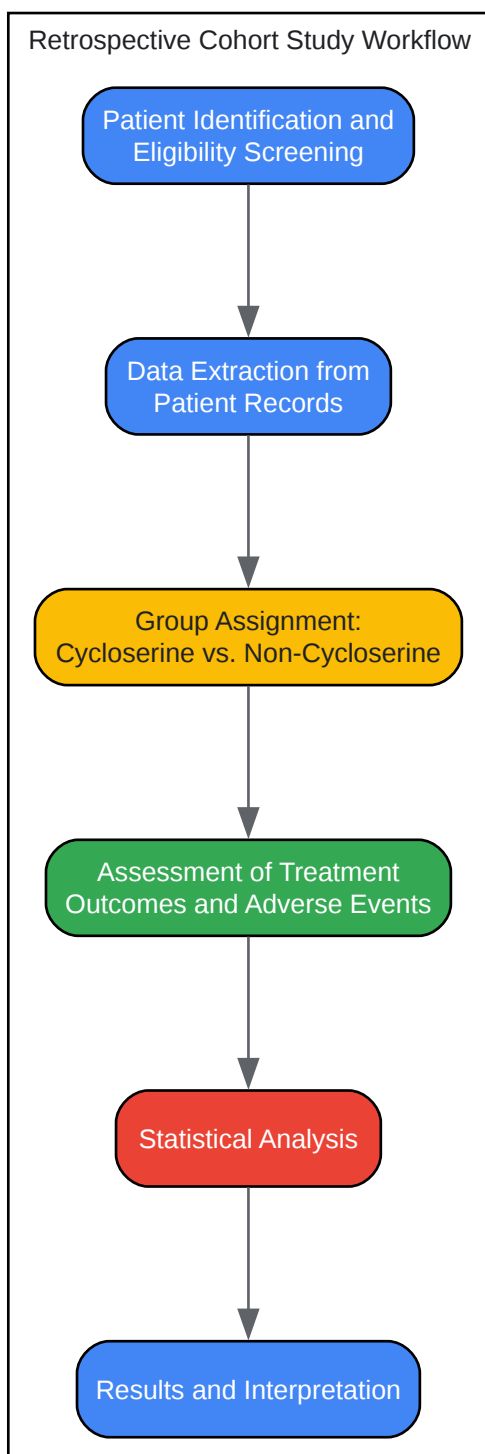 Retrospective Cohort Study Workflow
Patient Identification and
Eligibility Screening
Data Extraction from
Patient Records
Group Assignment:
Cycloserine vs. Non-Cycloserine
Assessment of Treatment
Outcomes and Adverse Events
Statistical Analysis
Results and Interpretation